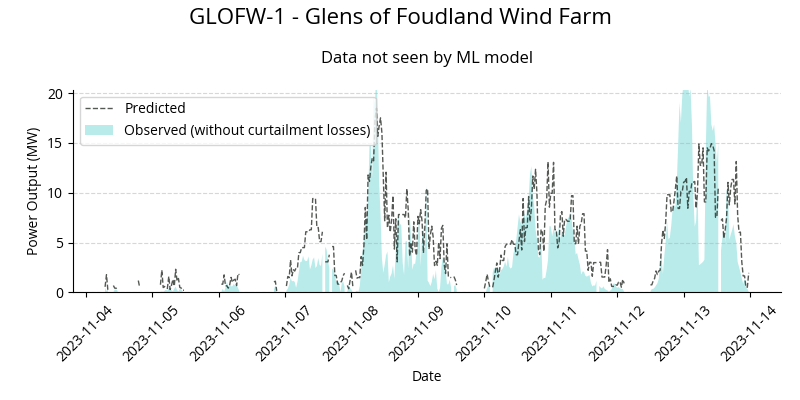 GLOFW-1 - Glens of Foudland Wind Farm
Data not seen by ML model
Power Output (MW)
20
15
10
5
0
Predicted
Observed (without curtailment losses)
2023-11-04
2023-11-05
2023-11-06
2023-11-07
2023-11-08
2023-11-09
2023-11-10
2023-11-11
2023-11-12
2023-11-13
2023-11-14
Date